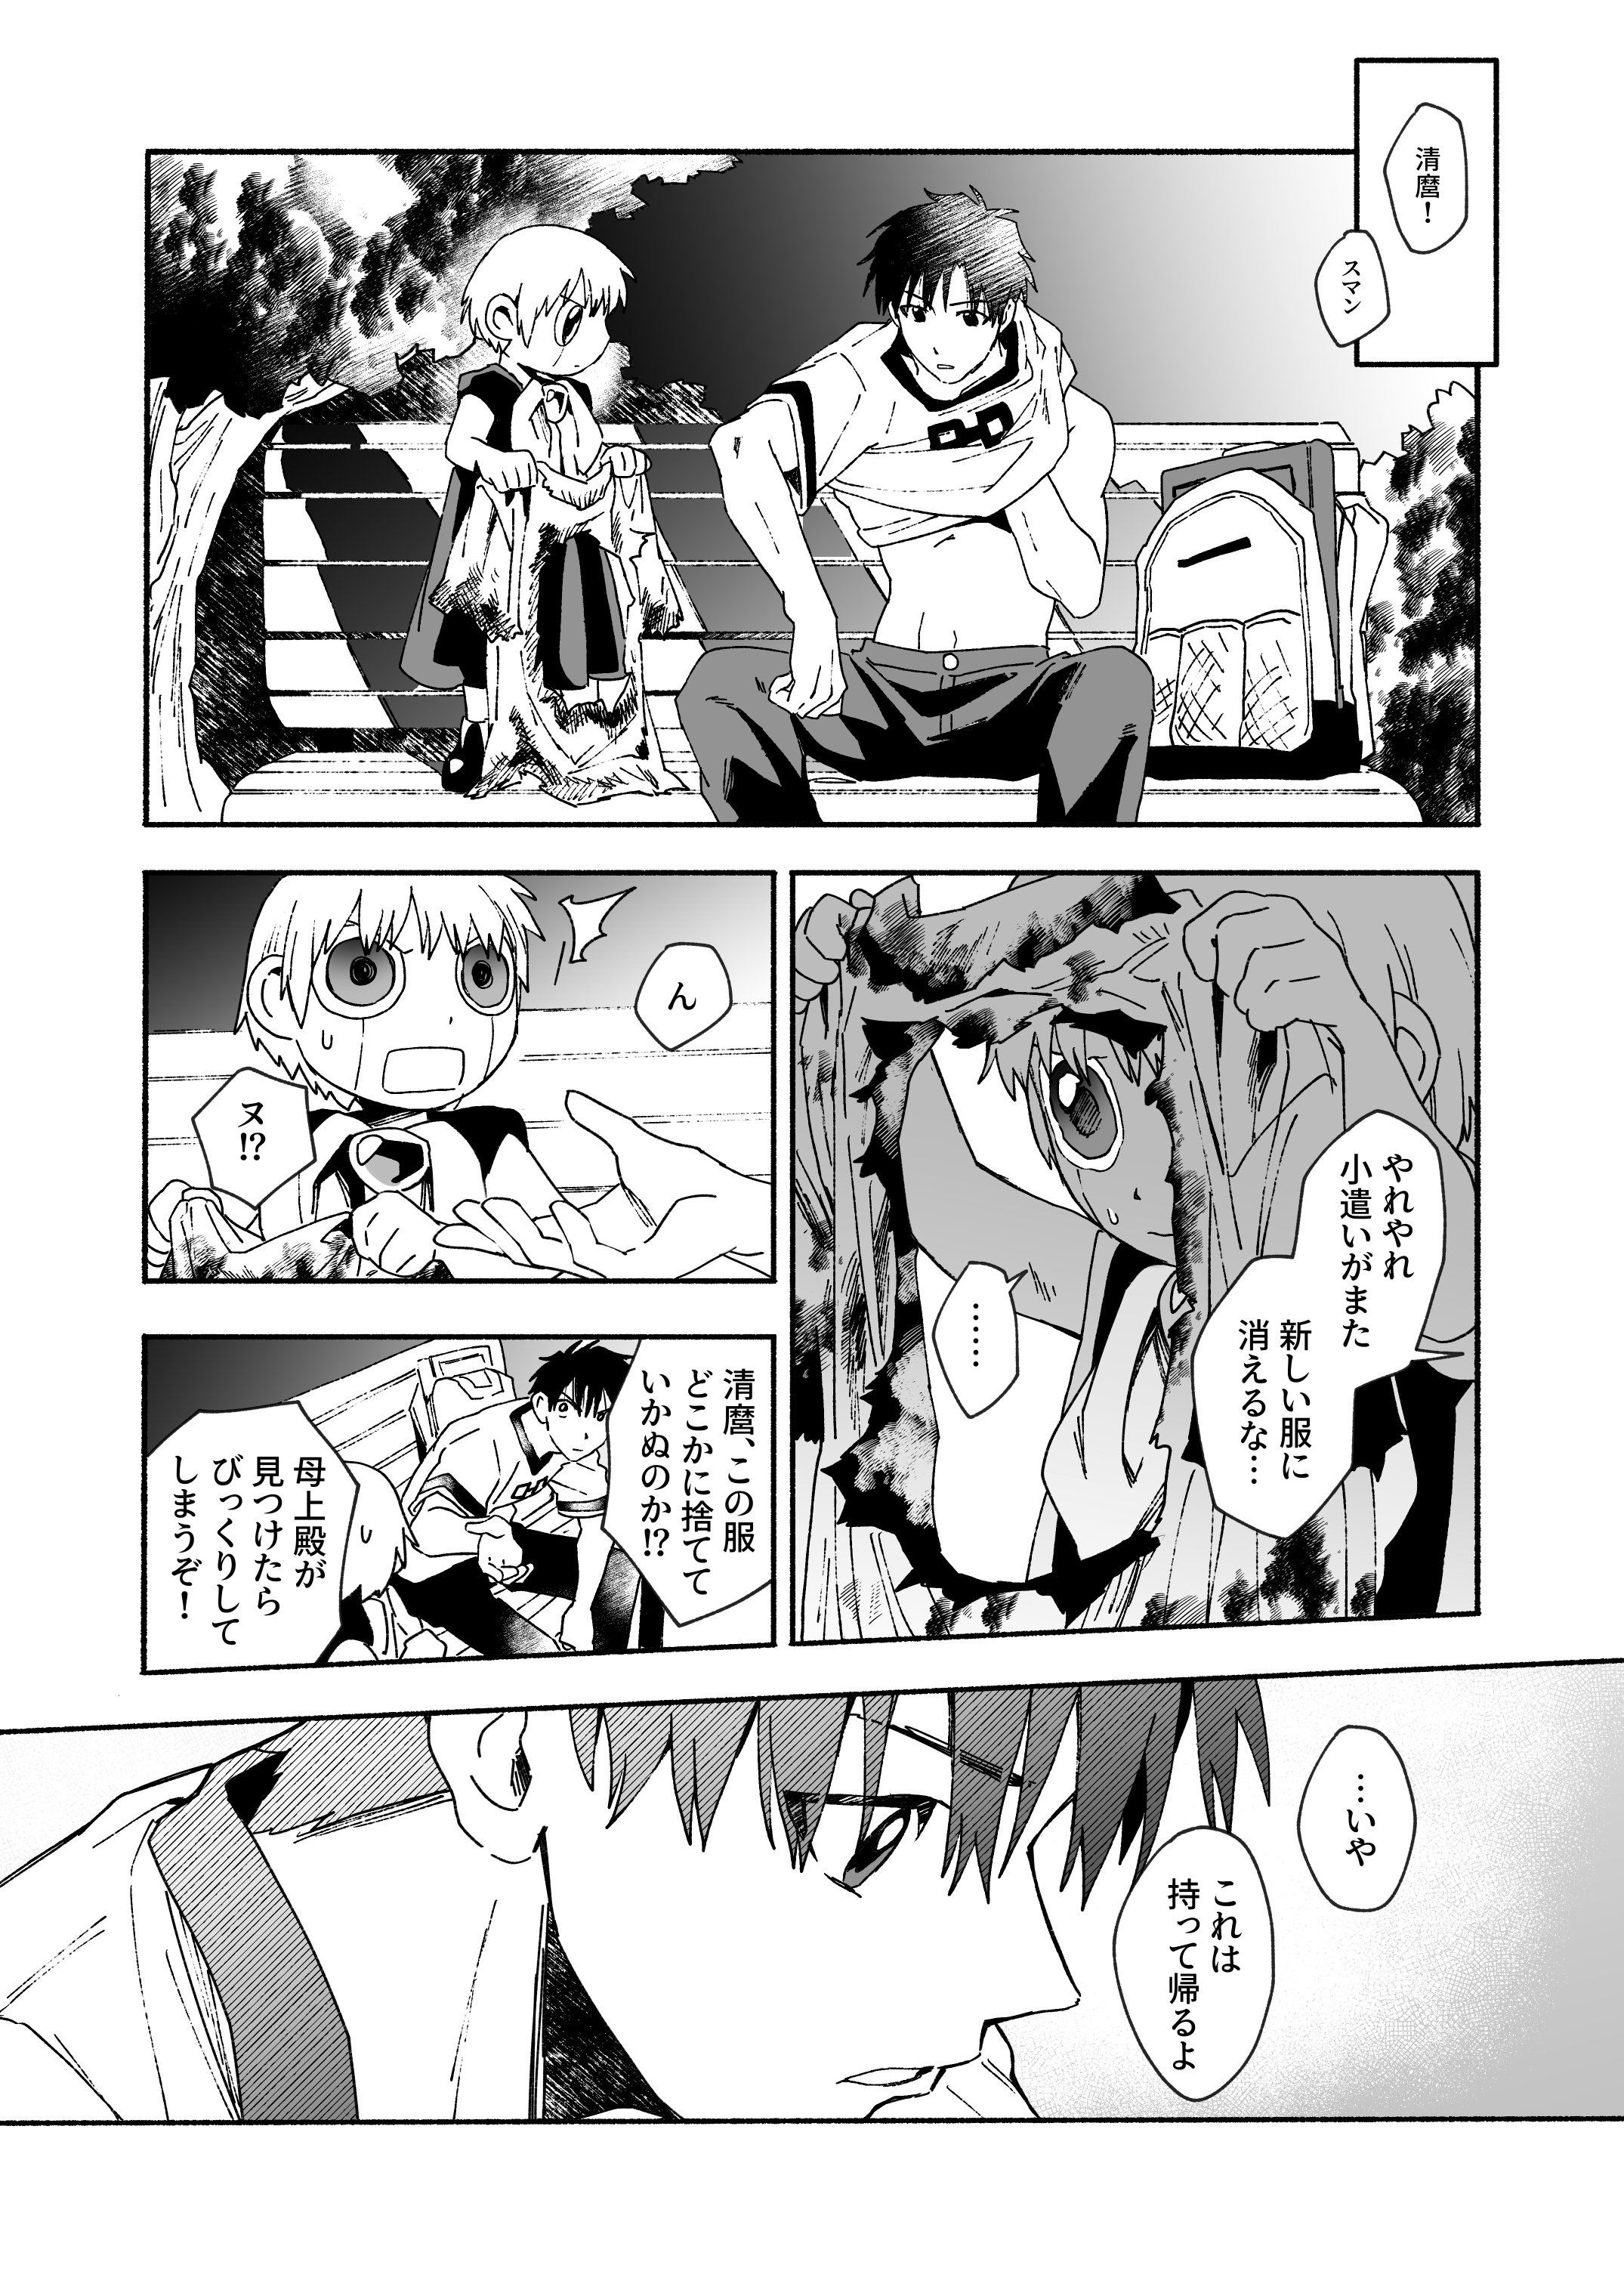 清麿！
スマン
やれやれ
小遣いがまた
新しい服に
消えるな…
……
ん
ヌ!?
清麿、この服
どこかに捨てて
いかぬのか!?
母上殿が
見つけたら
びっくりして
しまうぞ！
…いや
これは
持って帰るよ